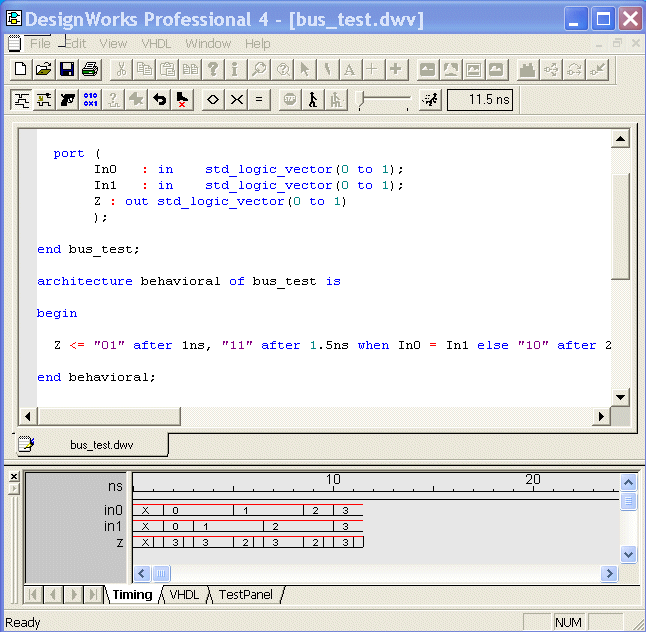 DesignWorks Professional 4 - [bus_test.dwv]
File Edit View VHDL Window Help
11.5 ns
port (
In0 : in std_logic_vector(0 to 1);
In1 : in std_logic_vector(0 to 1);
Z : out std_logic_vector(0 to 1)
);
end bus_test;
architecture behavioral of bus_test is
begin
Z <= "01" after 1ns, "11" after 1.5ns when In0 = In1 else "10" after 2
end behavioral;
bus_test.dwv
ns 10 20
in0 X 0 1 2 3
in1 X 0 1 2 3
z X 3 3 2 3 2 3
Timing VHDL TestPanel
Ready NUM